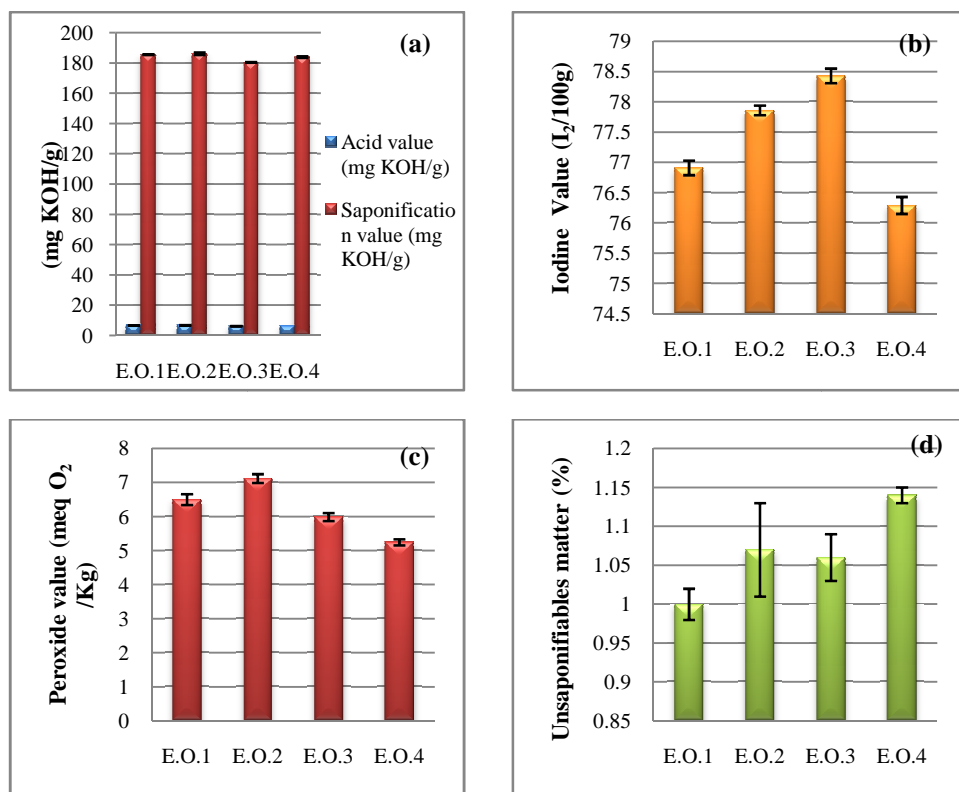 (a)
(mg KOH/g)
200
180
160
140
120
100
80
60
40
20
0
E.O.1E.O.2E.O.3E.O.4
Acid value
(mg KOH/g)
Saponificatio
n value (mg
KOH/g)
(b)
Iodine Value (I₂/100g)
79
78.5
78
77.5
77
76.5
76
75.5
75
74.5
E.O.1 E.O.2 E.O.3 E.O.4
(c)
Peroxide value (meq O₂
/Kg)
8
7
6
5
4
3
2
1
0
E.O.1 E.O.2 E.O.3 E.O.4
(d)
Unsaponifiables matter (%)
1.2
1.15
1.1
1.05
1
0.95
0.9
0.85
E.O.1 E.O.2 E.O.3 E.O.4